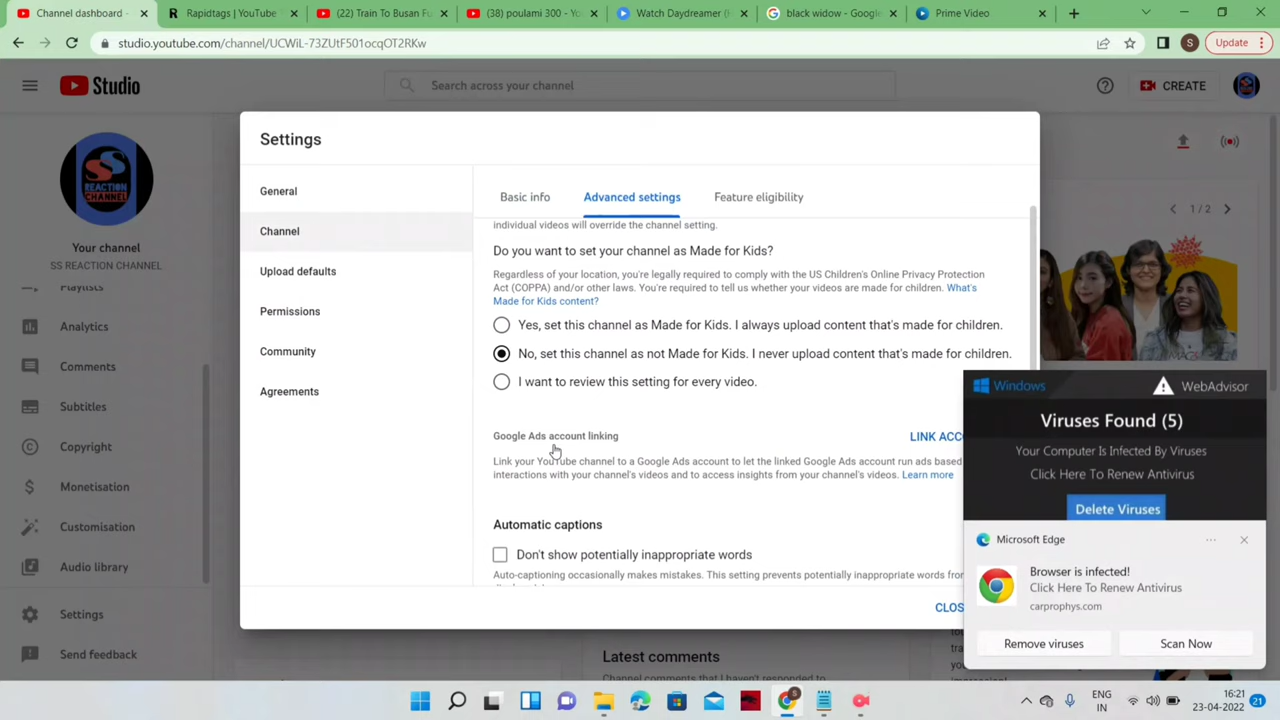 Channel dashboard -
Rapidtags | YouTube
(22) Train To Busan Fu
(38) poulami 300 - Yo
Watch Daydreamer (
black widow - Google
Prime Video
studio.youtube.com/channel/UCWiL-73ZUtF501ocqOT2RKw
S
Update
Studio
Search across your channel
CREATE
Settings
SS
REACTION
CHANNEL
Your channel
SS REACTION CHANNEL
Playlists
Analytics
Comments
Subtitles
Copyright
Monetisation
Customisation
Audio library
Settings
Send feedback
General
Channel
Upload defaults
Permissions
Community
Agreements
Basic info
Advanced settings
Feature eligibility
individual videos will override the channel setting.
Do you want to set your channel as Made for Kids?
Regardless of your location, you're legally required to comply with the US Children's Online Privacy Protection
Act (COPPA) and/or other laws. You're required to tell us whether your videos are made for children. What's
Made for Kids content?
Yes, set this channel as Made for Kids. I always upload content that's made for children.
No, set this channel as not Made for Kids. I never upload content that's made for children.
I want to review this setting for every video.
Google Ads account linking
LINK ACCO
Link your YouTube channel to a Google Ads account to let the linked Google Ads account run ads based
interactions with your channel's videos and to access insights from your channel's videos. Learn more
Automatic captions
Don't show potentially inappropriate words
Auto-captioning occasionally makes mistakes. This setting prevents potentially inappropriate words from
CLOS
1 / 2
Latest comments
Channel comments that I haven't responded to
Windows
WebAdvisor
Viruses Found (5)
Your Computer Is Infected By Viruses
Click Here To Renew Antivirus
Delete Viruses
Microsoft Edge
Browser is infected!
Click Here To Renew Antivirus
carprophys.com
Remove viruses
Scan Now
ENG
IN
16:21
23-04-2022
21